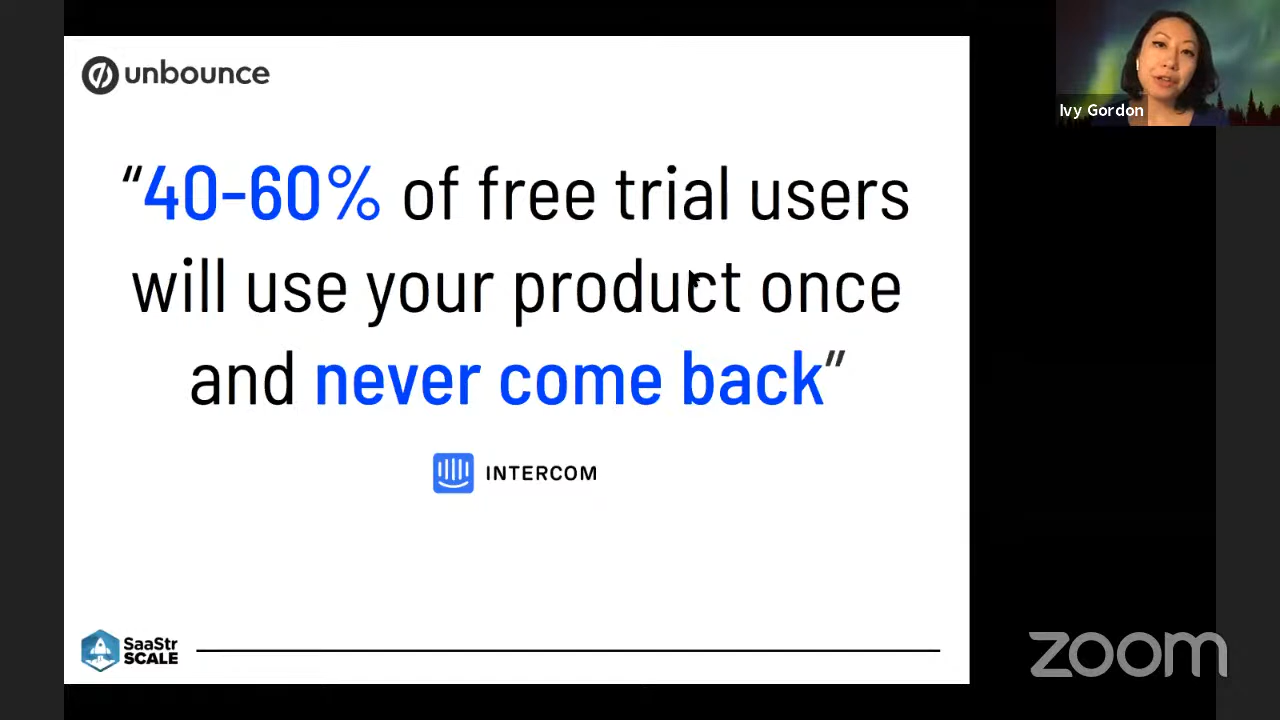 unbounce
Ivy Gordon
“40-60% of free trial users
will use your product once
and never come back”
INTERCOM
SaaStr
SCALE
zoom